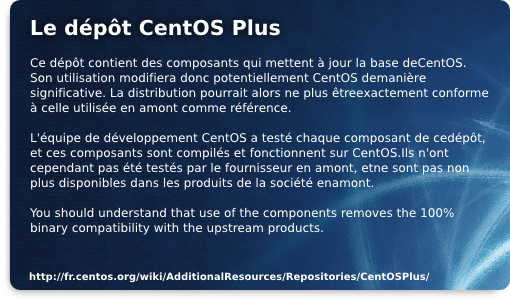 Le dépôt CentOS Plus
Ce dépôt contient des composants qui mettent à jour la base deCentOS.
Son utilisation modifiera donc potentiellement CentOS demanière
significative. La distribution pourrait alors ne plus êtreexactement conforme
à celle utilisée en amont comme référence.
L'équipe de développement CentOS a testé chaque composant de cedépôt,
et ces composants sont compilés et fonctionnent sur CentOS.Ils n'ont
cependant pas été testés par le fournisseur en amont, etne sont pas non
plus disponibles dans les produits de la société enamont.
You should understand that use of the components removes the 100%
binary compatibility with the upstream products.
http://fr.centos.org/wiki/AdditionalResources/Repositories/CentOSPlus/